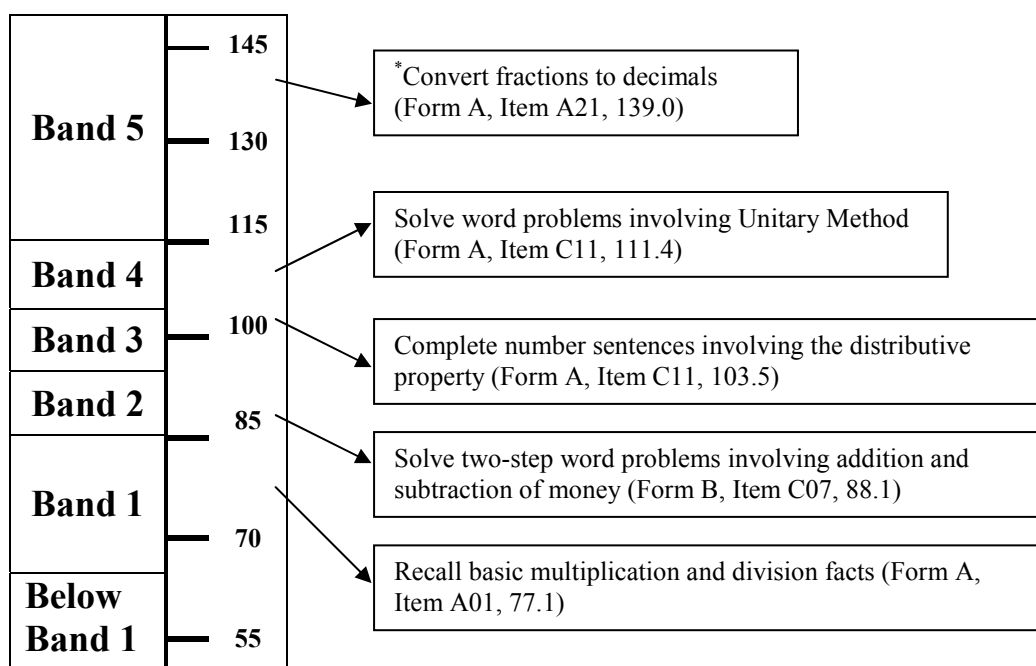 145
*Convert fractions to decimals
(Form A, Item A21, 139.0)
Band 5
130
115
Solve word problems involving Unitary Method
(Form A, Item C11, 111.4)
Band 4
100
Band 3
Complete number sentences involving the distributive
property (Form A, Item C11, 103.5)
Band 2
85
Solve two-step word problems involving addition and
subtraction of money (Form B, Item C07, 88.1)
Band 1
70
Recall basic multiplication and division facts (Form A,
Item A01, 77.1)
Below
Band 1
55